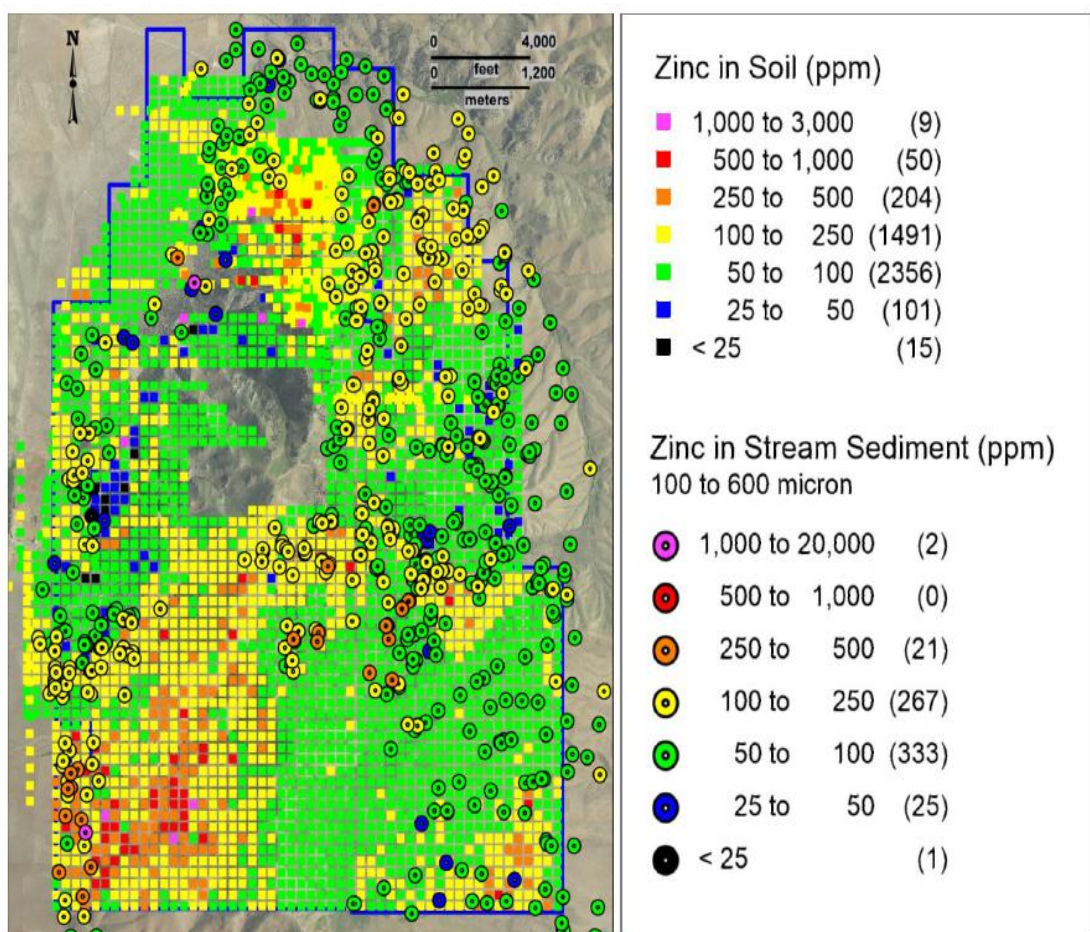 N
0 4,000
feet
0 1,200
meters
Zinc in Soil (ppm)
1,000 to 3,000 (9)
500 to 1,000 (50)
250 to 500 (204)
100 to 250 (1491)
50 to 100 (2356)
25 to 50 (101)
< 25 (15)
Zinc in Stream Sediment (ppm)
100 to 600 micron
1,000 to 20,000 (2)
500 to 1,000 (0)
250 to 500 (21)
100 to 250 (267)
50 to 100 (333)
25 to 50 (25)
< 25 (1)